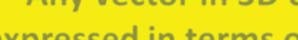 Any vector in 3D
expressed in terms